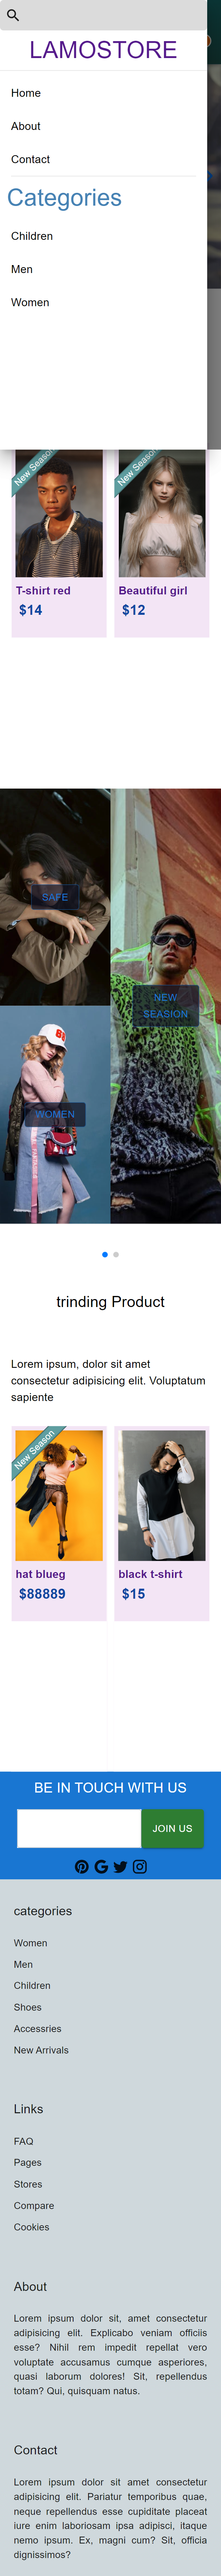 LAMOSTORE
Home
About
Contact
Categories
Children
Men
Women
New Season
New Season
T-shirt red
$14
Beautiful girl
$12
SAFE
NEW
SEASION
WOMEN
trinding Product
Lorem ipsum, dolor sit amet
consectetur adipisicing elit. Voluptatum
sapiente
New Season
hat blueg
$88889
black t-shirt
$15
BE IN TOUCH WITH US
JOIN US
categories
Women
Men
Children
Shoes
Accessries
New Arrivals
Links
FAQ
Pages
Stores
Compare
Cookies
About
Lorem ipsum dolor sit, amet consectetur
adipisicing elit. Explicabo veniam officiis
esse? Nihil rem impedit repellat vero
voluptate accusamus cumque asperiores,
quasi laborum dolores! Sit, repellendus
totam? Qui, quisquam natus.
Contact
Lorem ipsum dolor sit amet consectetur
adipisicing elit. Pariatur temporibus quae,
neque repellendus esse cupiditate placeat
iure enim laboriosam ipsa adipisci, itaque
nemo ipsum. Ex, magni cum? Sit, officia
dignissimos?